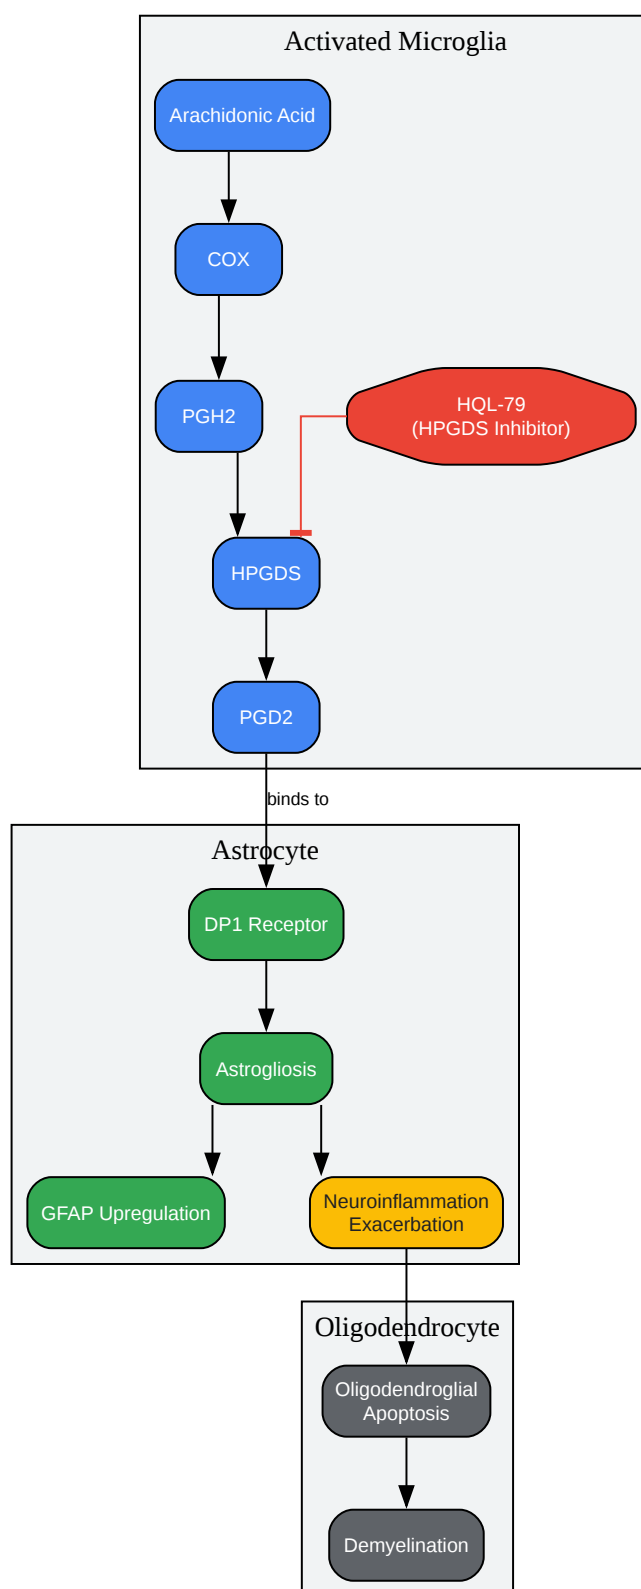 Activated Microglia
Arachidonic Acid
COX
PGH2
HQL-79
(HPGDS Inhibitor)
HPGDS
PGD2
binds to
Astrocyte
DP1 Receptor
Astrogliosis
GFAP Upregulation
Neuroinflammation
Exacerbation
Oligodendrocyte
Oligodendroglial
Apoptosis
Demyelination